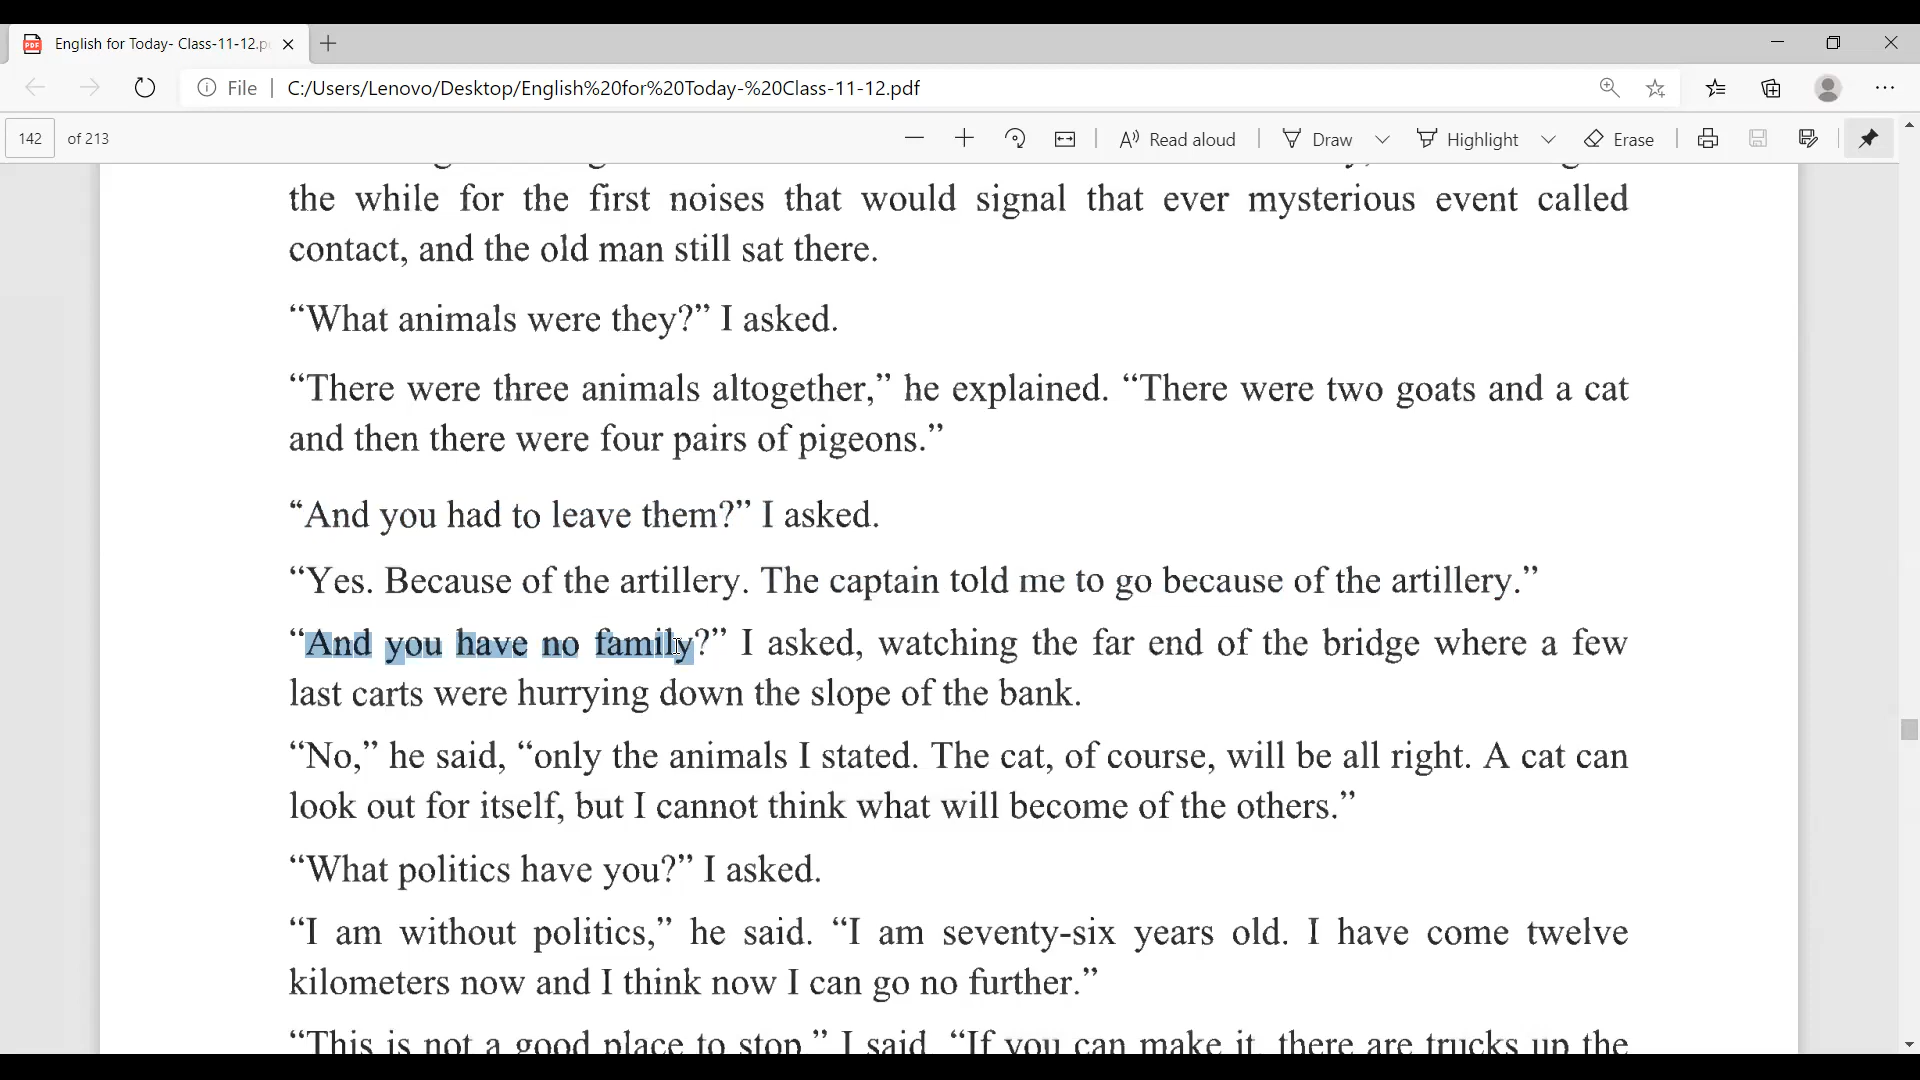 English for Today- Class-11-12.p
File
C:/Users/Lenovo/Desktop/English%20for%20Today-%20Class-11-12.pdf
142 of 213
Read aloud
Draw
Highlight
Erase
the while for the first noises that would signal that ever mysterious event called
contact, and the old man still sat there.
“What animals were they?” I asked.
“There were three animals altogether,” he explained. “There were two goats and a cat
and then there were four pairs of pigeons.”
“And you had to leave them?” I asked.
“Yes. Because of the artillery. The captain told me to go because of the artillery.”
“And you have no family?” I asked, watching the far end of the bridge where a few
last carts were hurrying down the slope of the bank.
“No,” he said, “only the animals I stated. The cat, of course, will be all right. A cat can
look out for itself, but I cannot think what will become of the others.”
“What politics have you?” I asked.
“I am without politics,” he said. “I am seventy-six years old. I have come twelve
kilometers now and I think now I can go no further.”
“This is not a good place to stop,” I said. “If you can make it, there are trucks up the